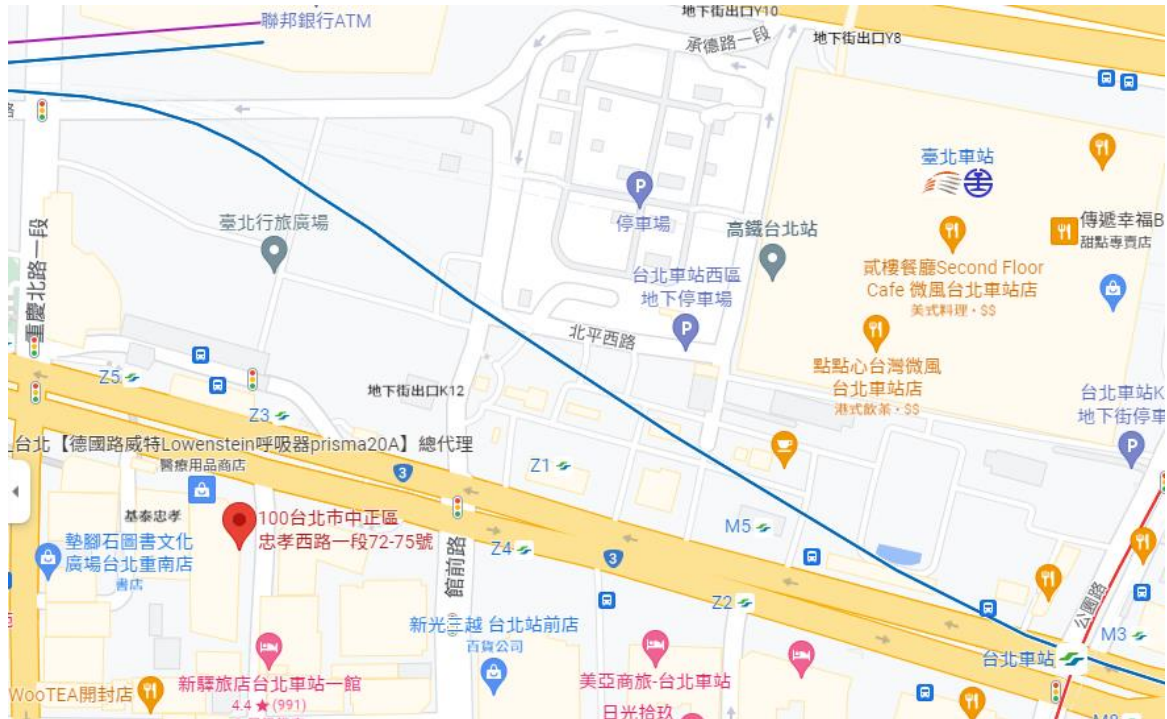 聯邦銀行ATM
地下街出口Y10
承德路一段
地下街出口Y8
路
臺北車站
臺北行旅廣場
P
停車場
高鐵台北站
傳遞幸福B
甜點專賣店
重慶北路一段
台北車站西區
地下停車場
P
貳樓餐廳Second Floor
Cafe 微風台北車站店
美式料理・$$
北平西路
點點心台灣微風
台北車站店
港式飲茶・$$
Z5
地下街出口K12
台北車站K
地下街停車
P
Z3
台北【德國路威特Lowenstein呼吸器prisma20A】總代理
醫療用品商店
3
Z1
基泰忠孝
100台北市中正區
忠孝西路一段72-75號
墊腳石圖書文化
廣場台北重南店
書店
館前路
Z4
3
M5
Z2
公園路
新光三越 台北站前店
百貨公司
M3
台北車站
新驛旅店台北車站一館
4.4 ★ (991)
美亞商旅-台北車站
WooTEA開封店
日光拾玖
M8